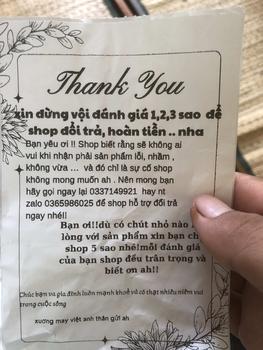 Thank You
xin đừng vội đánh giá 1,2,3 sao để
shop đổi trả, hoàn tiền .. nha
Bạn yêu ơi !! Shop biết rằng sẽ không ai
vui khi nhận phải sản phẩm lỗi, nhầm ,
không vừa ... và đó chỉ là sự cố shop
không mong muốn ah . Nên mong bạn
hãy gọi ngay lại 0337149921 hay nt
zalo 0365986025 để shop hỗ trợ đổi trả
ngay nhé!!
Bạn ơi!!dù có chút nhỏ nào
lòng với sản phẩm xin bạn ch
shop 5 sao nhé!mỗi đánh giá
của bạn shop đều trân trọng và
biết ơn ah!!
Chúc bạn và gia đình luôn mạnh khoẻ và có thật nhiều niềm vui
trong cuộc sống
xưởng may việt anh thân gửi ah